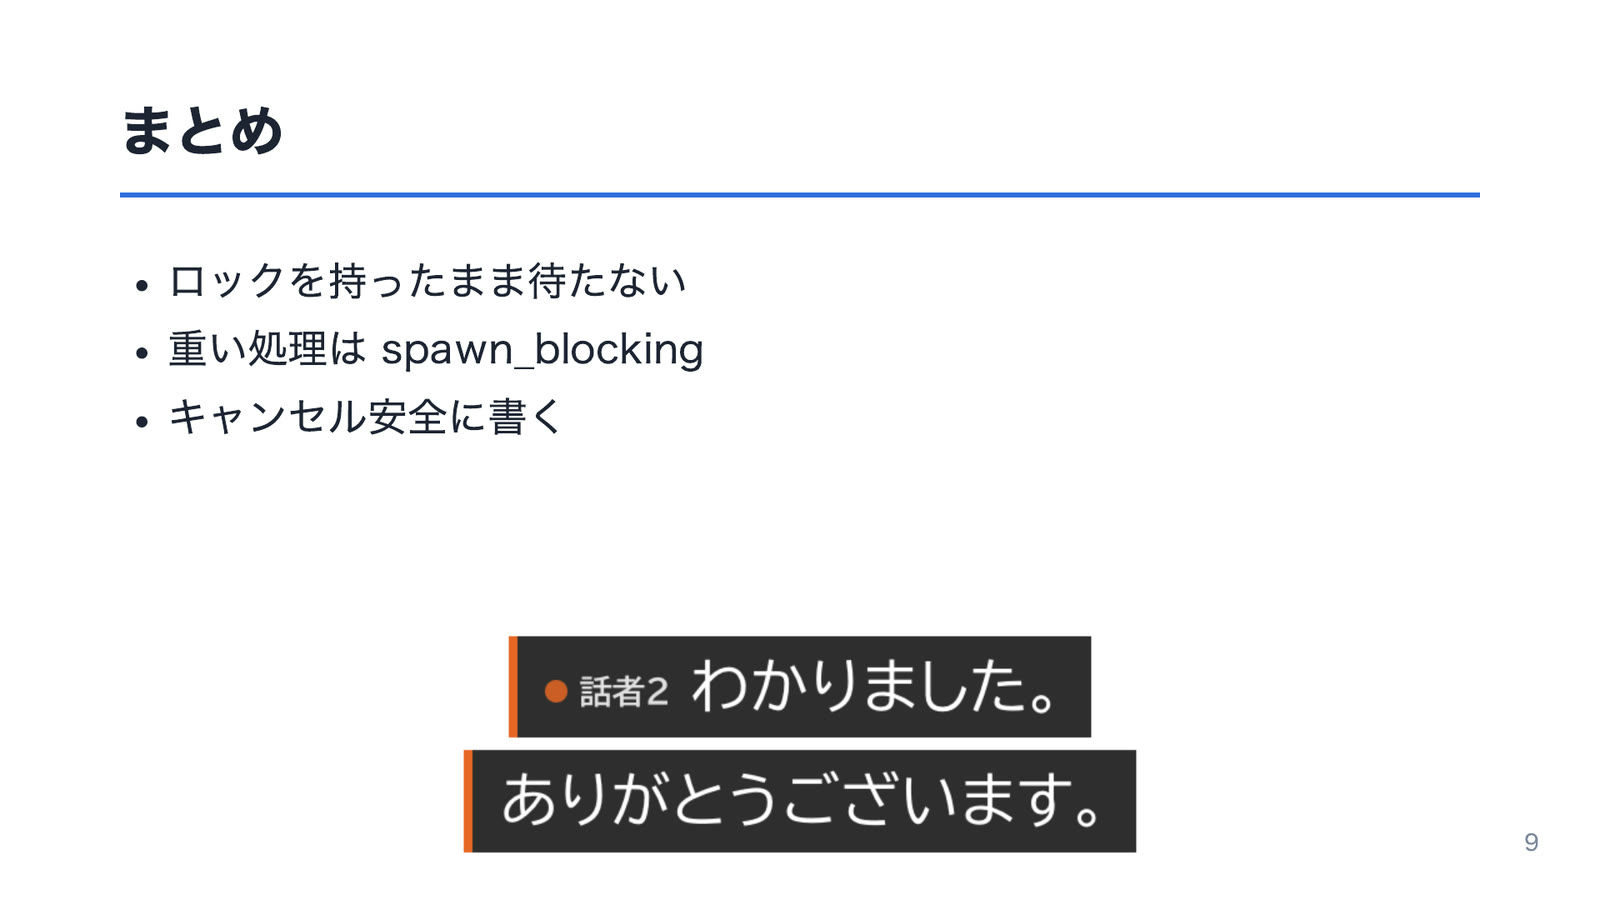 まとめ
• ロックを持ったまま待たない
• 重い処理は spawn_blocking
• キャンセル安全に書く
● 話者2 わかりました。
ありがとうございます。
9